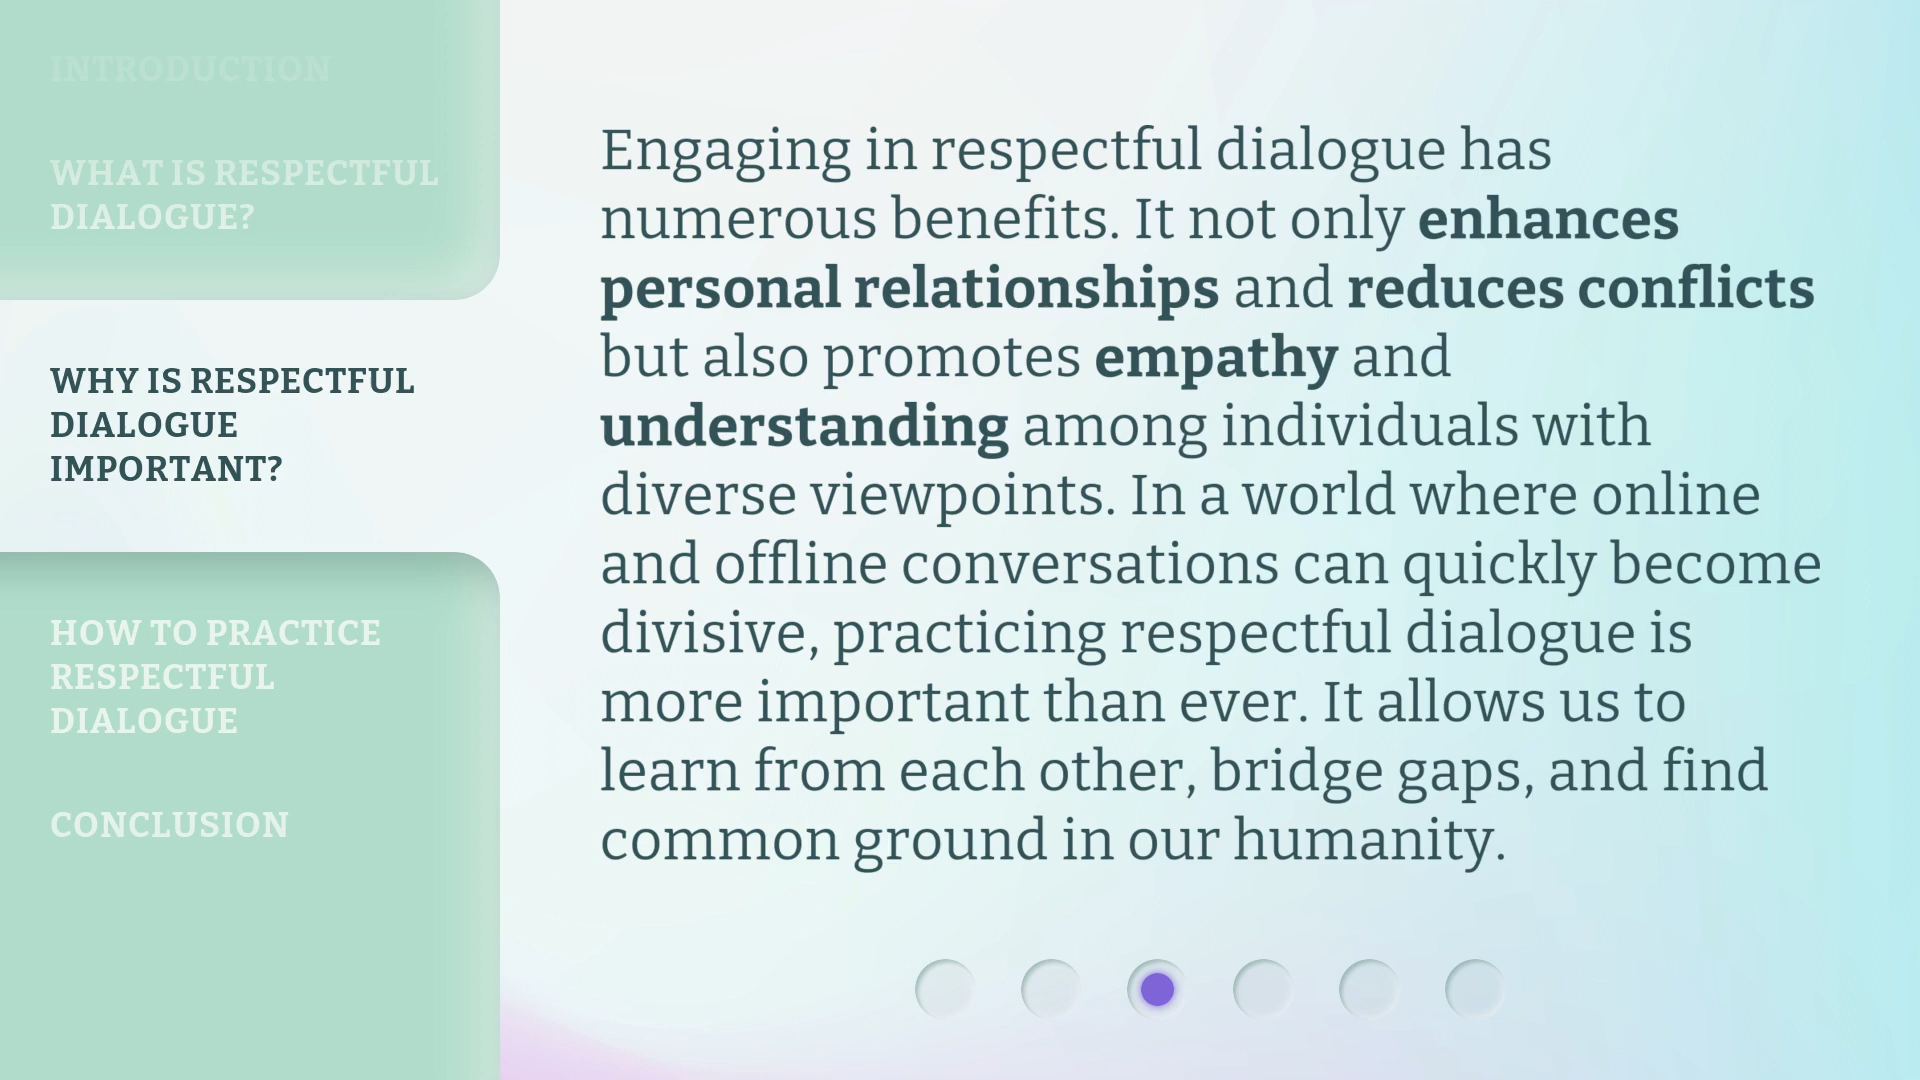 INTRODUCTION
WHAT IS RESPECTFUL
DIALOGUE?
WHY IS RESPECTFUL
DIALOGUE
IMPORTANT?
HOW TO PRACTICE
RESPECTFUL
DIALOGUE
CONCLUSION
Engaging in respectful dialogue has
numerous benefits. It not only enhances
personal relationships and reduces conflicts
but also promotes empathy and
understanding among individuals with
diverse viewpoints. In a world where online
and offline conversations can quickly become
divisive, practicing respectful dialogue is
more important than ever. It allows us to
learn from each other, bridge gaps, and find
common ground in our humanity.